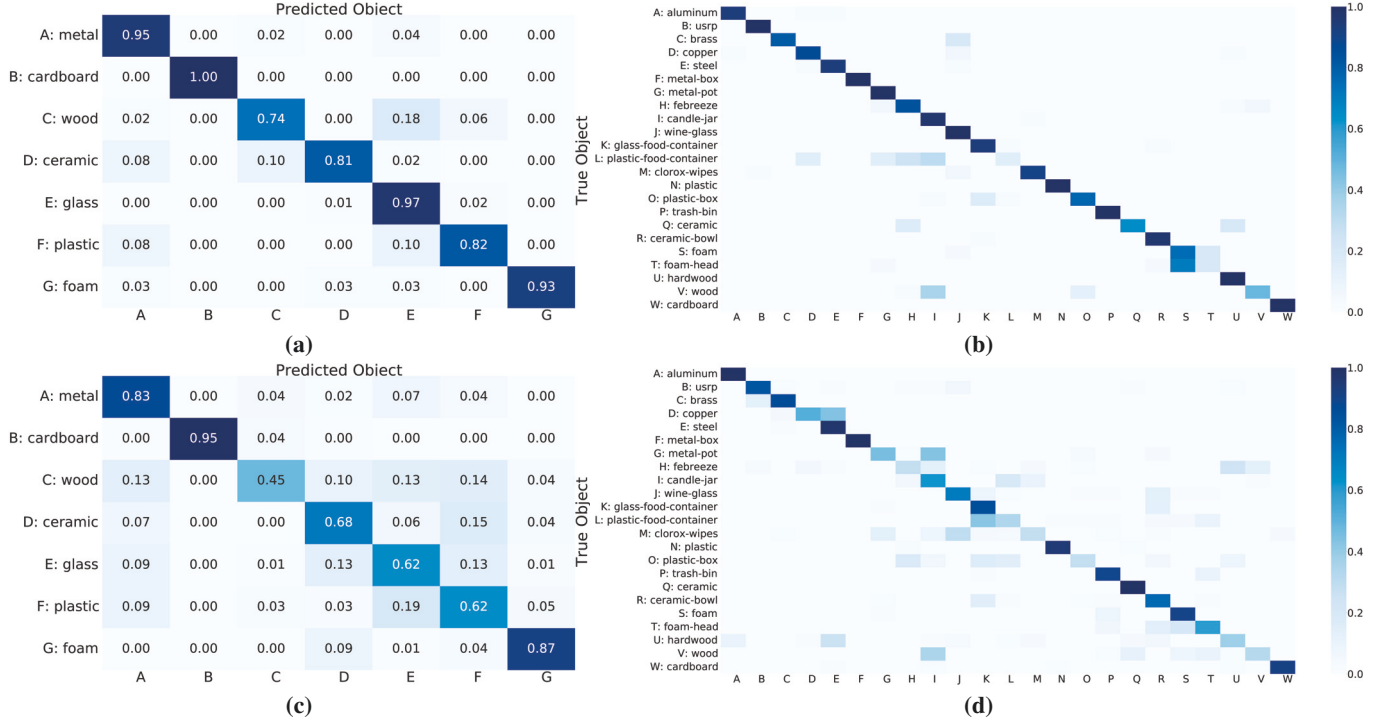 Predicted Object
A: metal 0.95 0.00 0.02 0.00 0.04 0.00 0.00
B: cardboard 0.00 1.00 0.00 0.00 0.00 0.00 0.00
C: wood 0.02 0.00 0.74 0.00 0.18 0.06 0.00
D: ceramic 0.08 0.00 0.10 0.81 0.02 0.00 0.00
E: glass 0.00 0.00 0.00 0.01 0.97 0.02 0.00
F: plastic 0.08 0.00 0.00 0.00 0.10 0.82 0.00
G: foam 0.03 0.00 0.00 0.03 0.03 0.00 0.93
A B C D E F G
(a)
True Object
A: aluminum
B: usrp
C: brass
D: copper
E: steel
F: metal-box
G: metal-pot
H: febreeze
I: candle-jar
J: wine-glass
K: glass-food-container
L: plastic-food-container
M: clorox-wipes
N: plastic
O: plastic-box
P: trash-bin
Q: ceramic
R: ceramic-bowl
S: foam
T: foam-head
U: hardwood
V: wood
W: cardboard
A B C D E F G H I J K L M N O P Q R S T U V W
1.0
0.8
0.6
0.4
0.2
0.0
(b)
Predicted Object
A: metal 0.83 0.00 0.04 0.02 0.07 0.04 0.00
B: cardboard 0.00 0.95 0.04 0.00 0.00 0.00 0.00
C: wood 0.13 0.00 0.45 0.10 0.13 0.14 0.04
D: ceramic 0.07 0.00 0.00 0.68 0.06 0.15 0.04
E: glass 0.09 0.00 0.01 0.13 0.62 0.13 0.01
F: plastic 0.09 0.00 0.03 0.03 0.19 0.62 0.05
G: foam 0.00 0.00 0.00 0.09 0.01 0.04 0.87
A B C D E F G
(c)
True Object
A: aluminum
B: usrp
C: brass
D: copper
E: steel
F: metal-box
G: metal-pot
H: febreeze
I: candle-jar
J: wine-glass
K: glass-food-container
L: plastic-food-container
M: clorox-wipes
N: plastic
O: plastic-box
P: trash-bin
Q: ceramic
R: ceramic-bowl
S: foam
T: foam-head
U: hardwood
V: wood
W: cardboard
A B C D E F G H I J K L M N O P Q R S T U V W
1.0
0.8
0.6
0.4
0.2
0.0
(d)